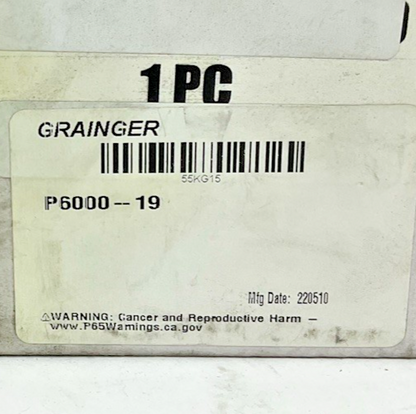 1 PC
GRAINGER
55KG15
P6000--19
Mfg Date: 220510
⚠WARNING: Cancer and Reproductive Harm –
www.P65Warnings.ca.gov